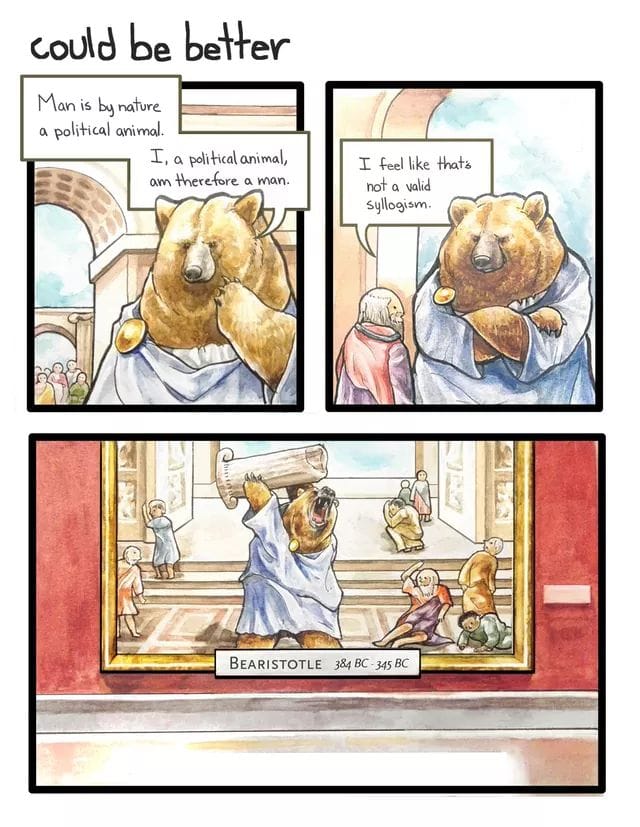 could be better
Man is by nature
a political animal.
I, a political animal,
am therefore a man.
I feel like thats
not a valid
syllogism.
BEARISTOTLE 384 BC - 345 BC